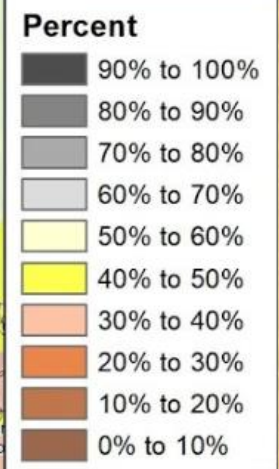 Percent
90% to 100%
80% to 90%
70% to 80%
60% to 70%
50% to 60%
40% to 50%
30% to 40%
20% to 30%
10% to 20%
0% to 10%